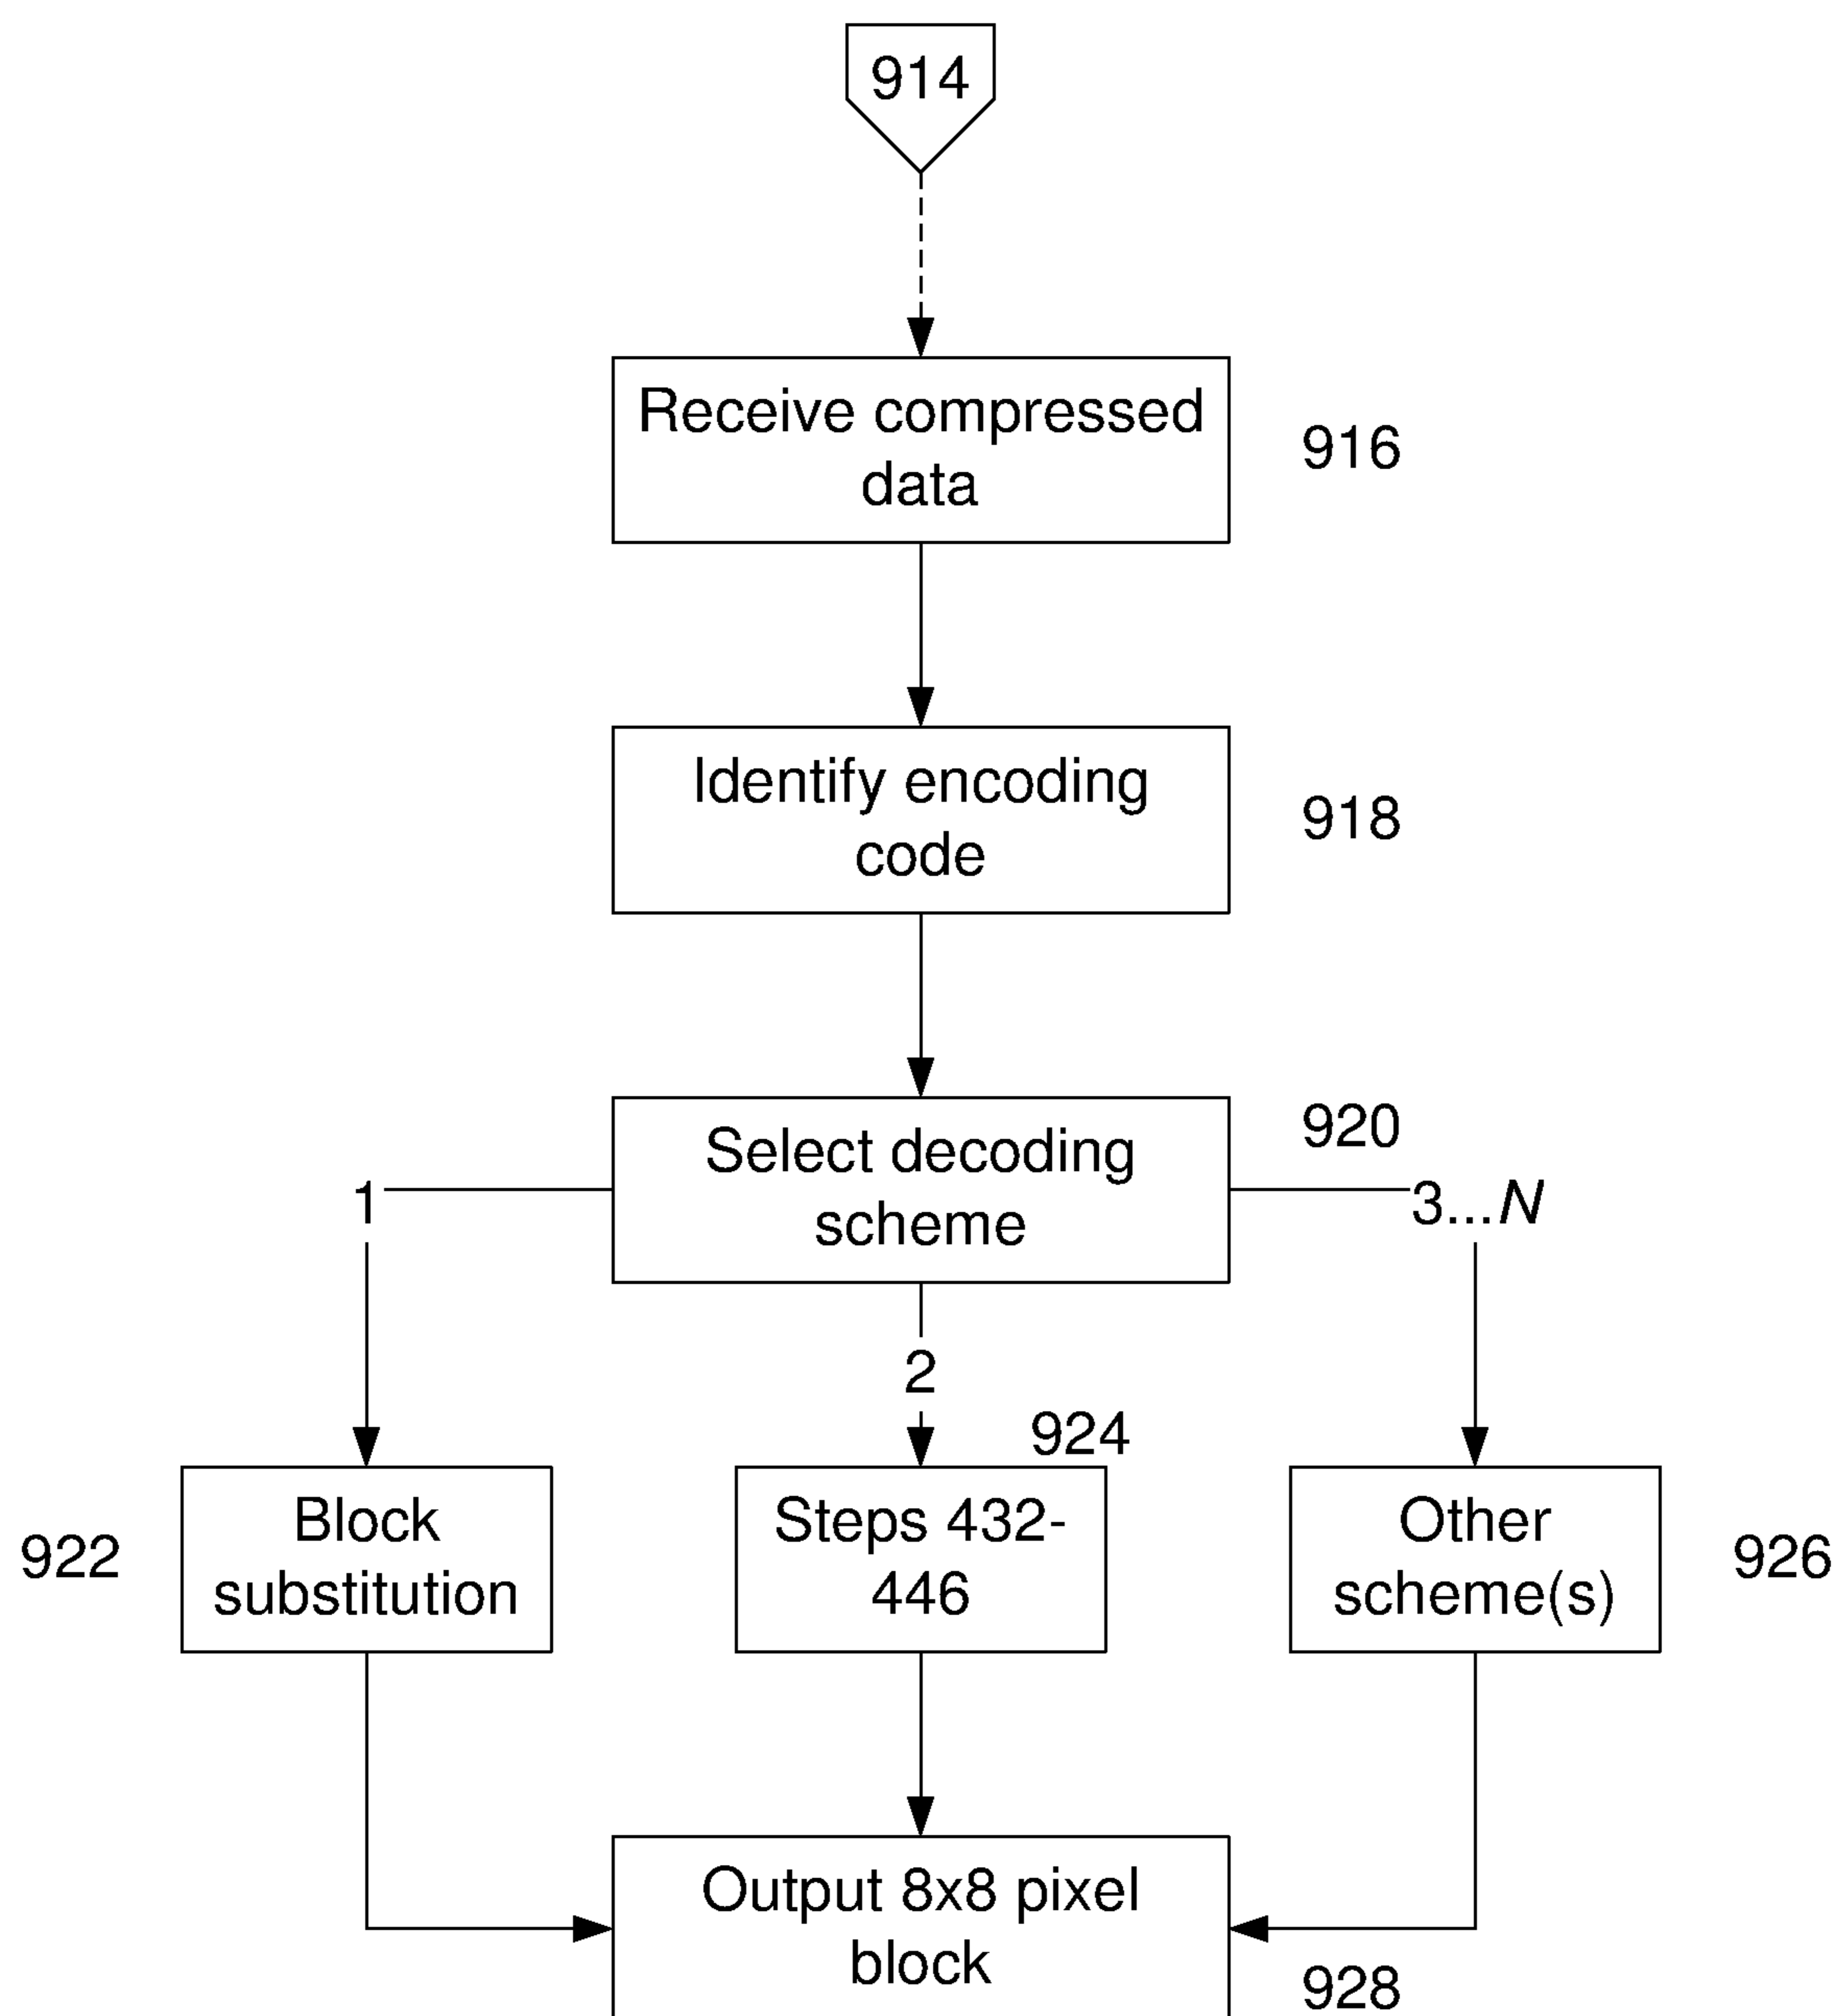 914
Receive compressed
data
916
Identify encoding
code
918
Select decoding
scheme
920
1
2
3...N
922
Block
substitution
924
Steps 432-
446
Other
scheme(s)
926
Output 8x8 pixel
block
928